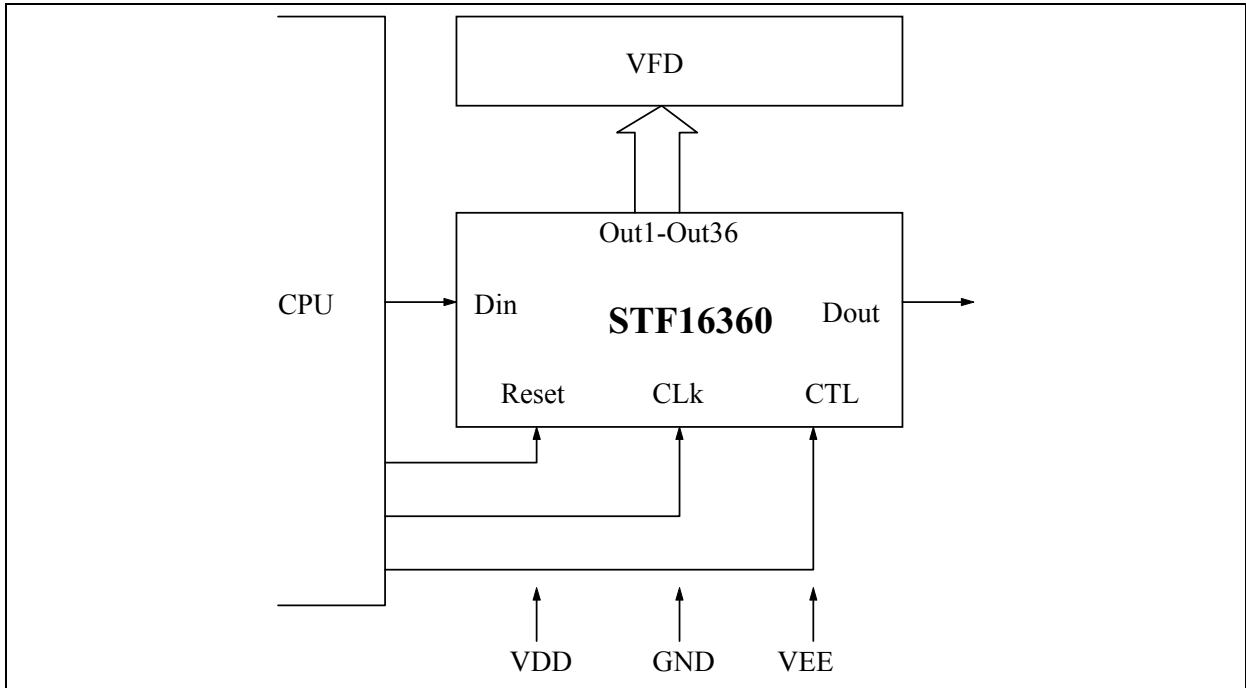 VFD
Out1-Out36
CPU
Din
STF16360
Dout
Reset
CLk
CTL
VDD
GND
VEE